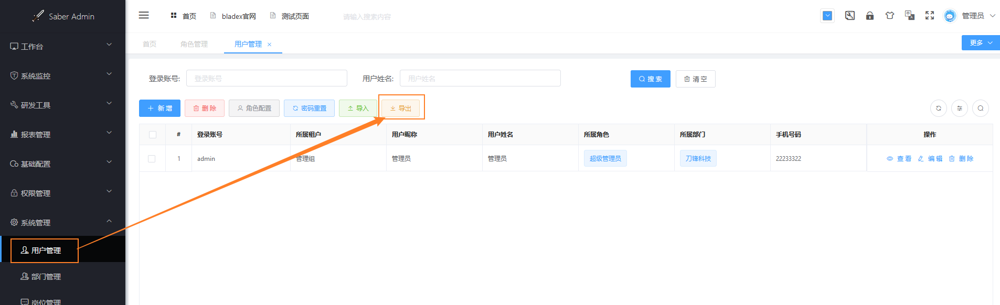 Saber Admin
首页
bladex官网
测试页面
请输入搜索内容
管理员
首页
角色管理
用户管理
更多
工作台
系统监控
研发工具
报表管理
基础配置
权限管理
系统管理
用户管理
部门管理
岗位管理
登录账号:
登录账号
用户姓名:
用户姓名
搜 索
清 空
新 增
删 除
角色配置
密码重置
导入
导出
# 登录账号 所属租户 用户昵称 用户姓名 所属角色 所属部门 手机号码 操作
1 admin 管理组 管理员 管理员 超级管理员 刀锋科技 22233322 查 看 编 辑 删 除